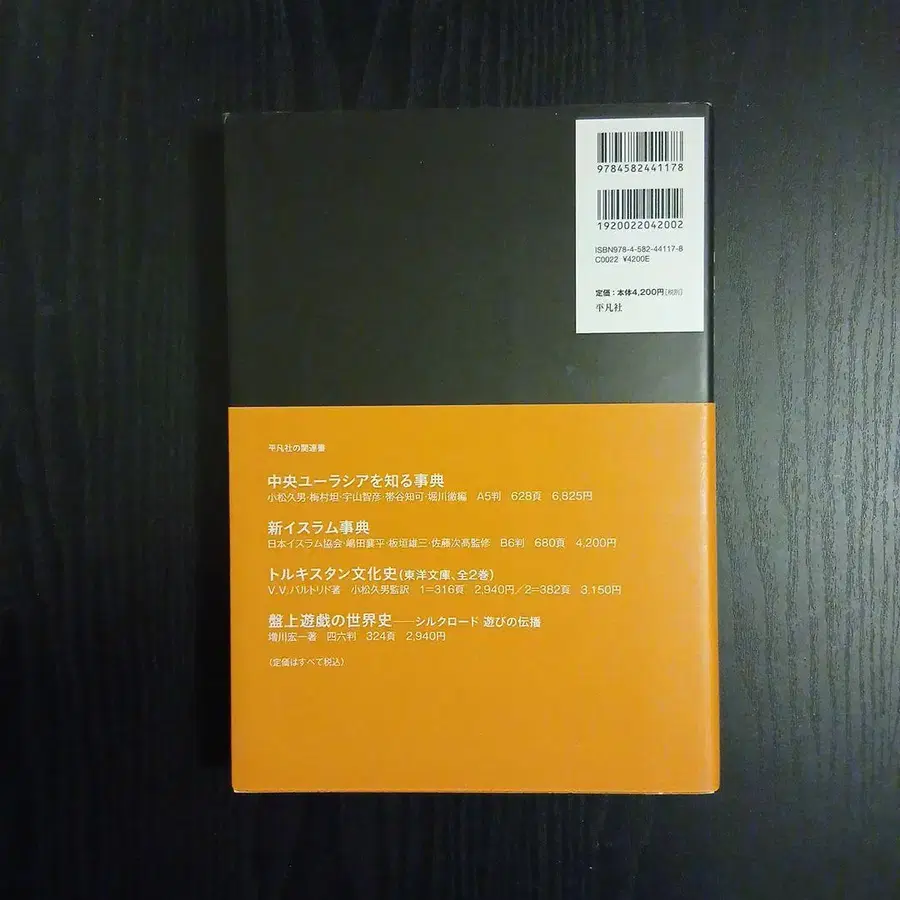 9784582441178
1920022042002
ISBN978-4-582-44117-8
C0022 ¥4200E
定価:本体4,200円[税別]
平凡社
平凡社の関連書
中央ユーラシアを知る事典
小松久男・梅村坦・宇山智彦・帯谷知可・堀川徹編 A5判 628頁 6,825円
新イスラム事典
日本イスラム協会・嶋田襄平・板垣雄三・佐藤次高監修 B6判 680頁 4,200円
トルキスタン文化史(東洋文庫、全2巻)
V.V.バルトリド著 小松久男監訳 1=316頁 2,940円/2=382頁 3,150円
盤上遊戯の世界史——シルクロード 遊びの伝播
増川宏一著 四六判 324頁 2,940円
(定価はすべて税込)